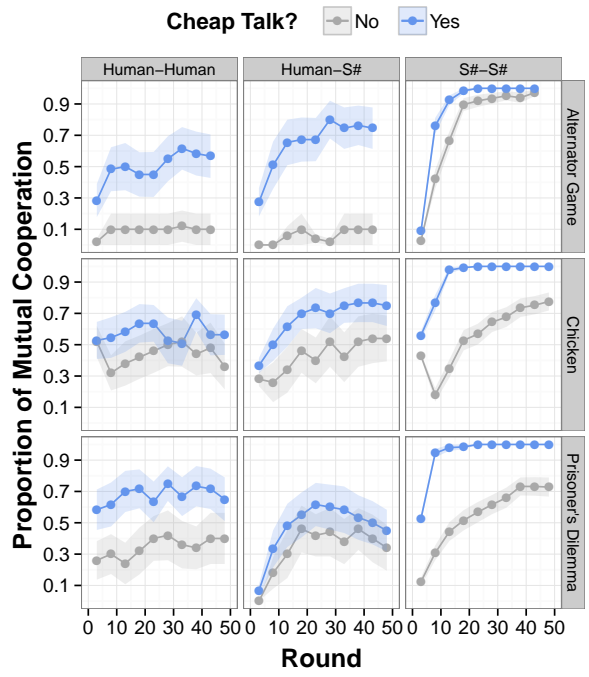 Cheap Talk? No Yes
Human−Human Human−S# S#−S#
Proportion of Mutual Cooperation
0.9
0.7
0.5
0.3
0.1
Alternator Game
0.9
0.7
0.5
0.3
0.1
Chicken
0.9
0.7
0.5
0.3
0.1
Prisoner's Dilemma
0 10 20 30 40 50 0 10 20 30 40 50 0 10 20 30 40 50
Round